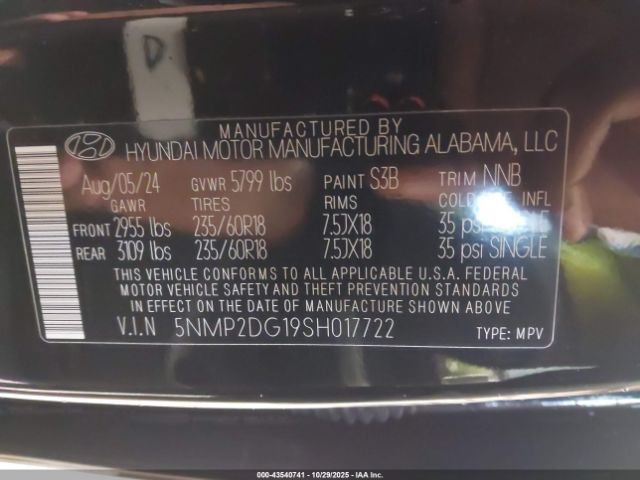 D
MANUFACTURED BY
HYUNDAI MOTOR MANUFACTURING ALABAMA, LLC
Aug/05/24 GVWR 5799 lbs PAINT S3B TRIM NNB
GAWR TIRES RIMS COLD INFL
FRONT 2955 lbs 235/60R18 7.5JX18 35 psi
REAR 3109 lbs 235/60R18 7.5JX18 35 psi SINGLE
THIS VEHICLE CONFORMS TO ALL APPLICABLE U.S.A. FEDERAL
MOTOR VEHICLE SAFETY AND THEFT PREVENTION STANDARDS
IN EFFECT ON THE DATE OF MANUFACTURE SHOWN ABOVE
V.I.N 5NMP2DG19SH017722 TYPE: MPV
000-43540741 | 10/29/2025 - IAA Inc.